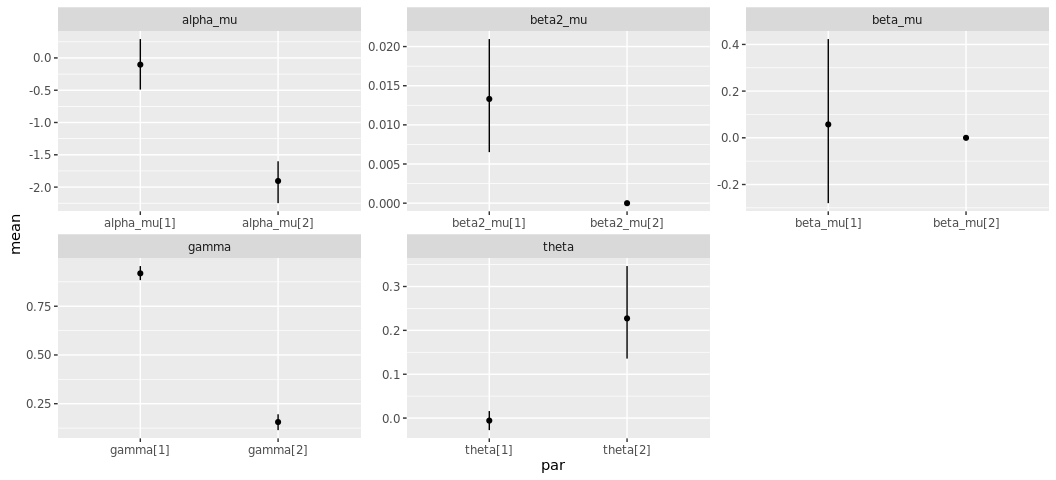 alpha_mu
beta2_mu
beta_mu
0.0
-0.5
-1.0
-1.5
-2.0
0.020
0.015
0.010
0.005
0.000
0.4
0.2
0.0
-0.2
alpha_mu[1]
alpha_mu[2]
beta2_mu[1]
beta2_mu[2]
beta_mu[1]
beta_mu[2]
mean
gamma
theta
0.75
0.50
0.25
0.3
0.2
0.1
0.0
gamma[1]
gamma[2]
theta[1]
theta[2]
par